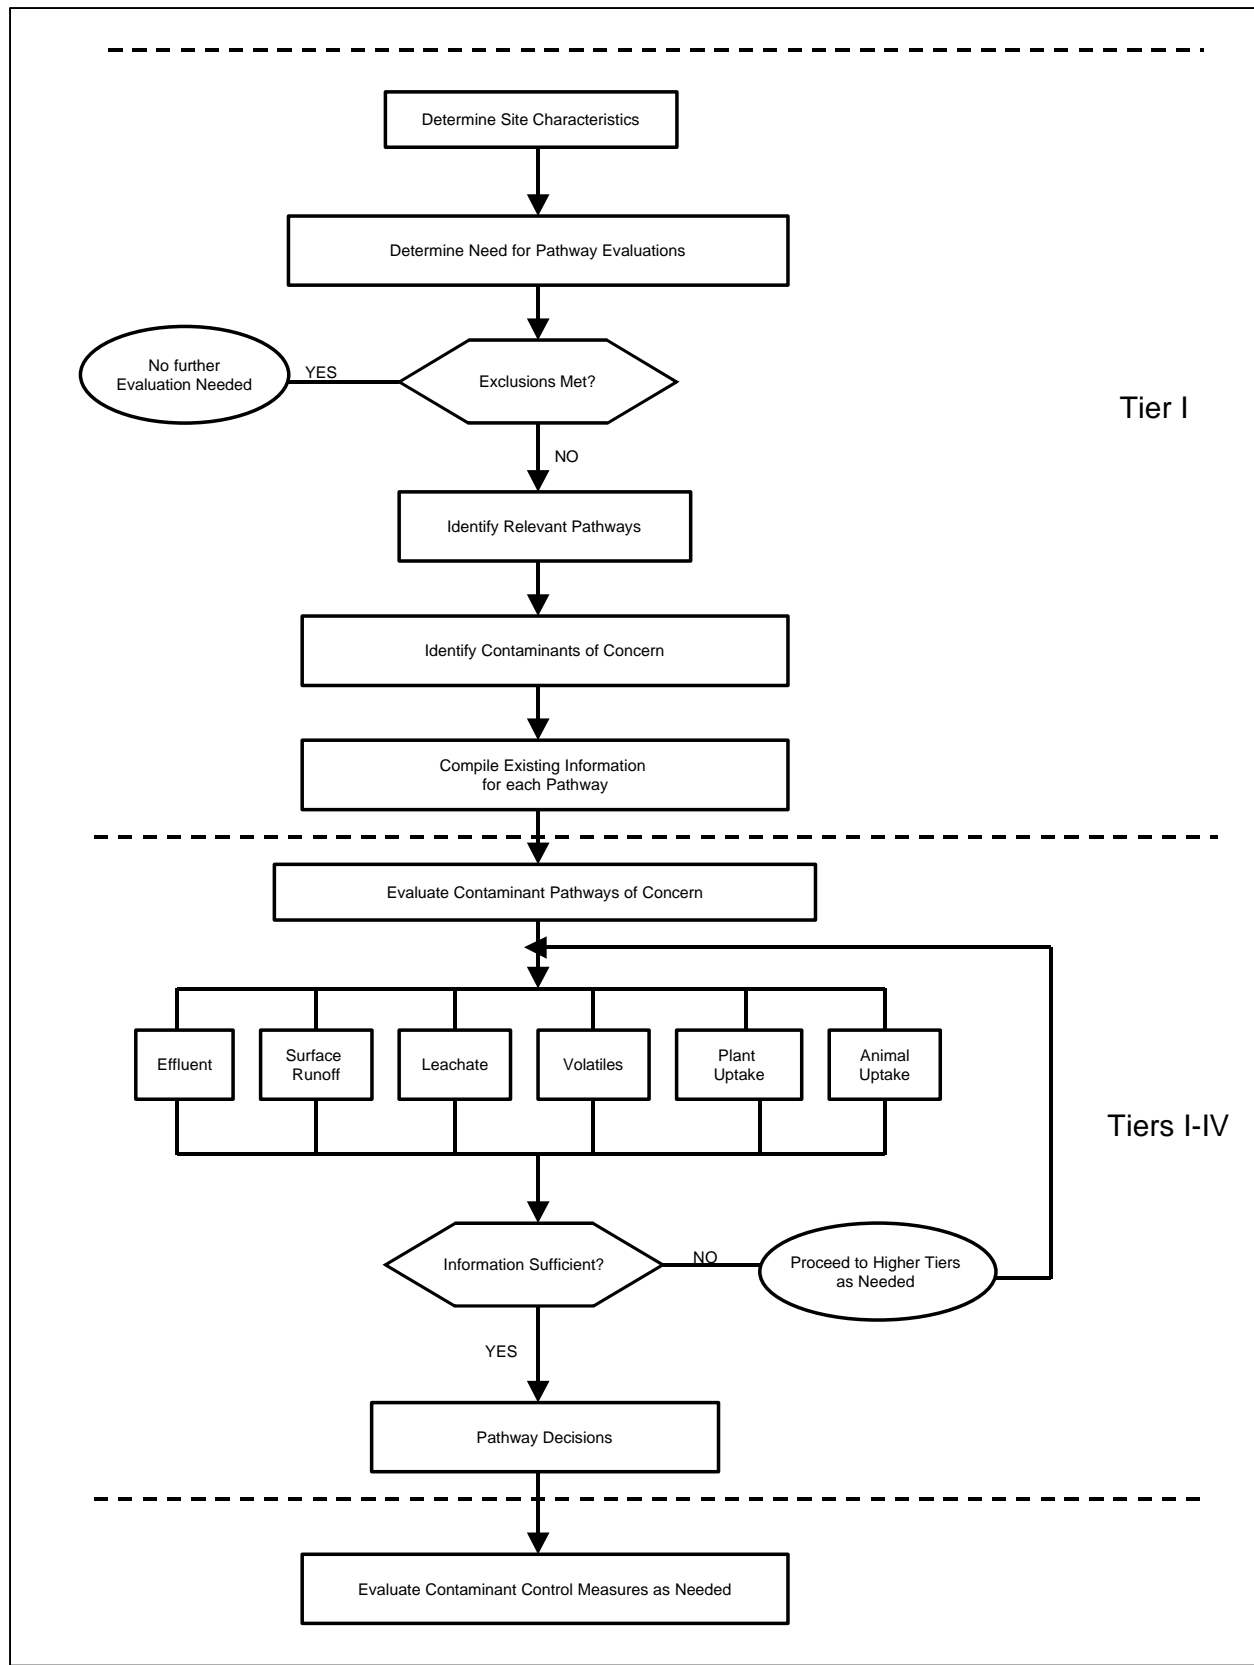 Determine Site Characteristics
Determine Need for Pathway Evaluations
No further
Evaluation Needed
YES
Exclusions Met?
Tier I
NO
Identify Relevant Pathways
Identify Contaminants of Concern
Compile Existing Information
for each Pathway
Evaluate Contaminant Pathways of Concern
Effluent
Surface
Runoff
Leachate
Volatiles
Plant
Uptake
Animal
Uptake
Tiers I-IV
Information Sufficient?
NO
Proceed to Higher Tiers
as Needed
YES
Pathway Decisions
Evaluate Contaminant Control Measures as Needed